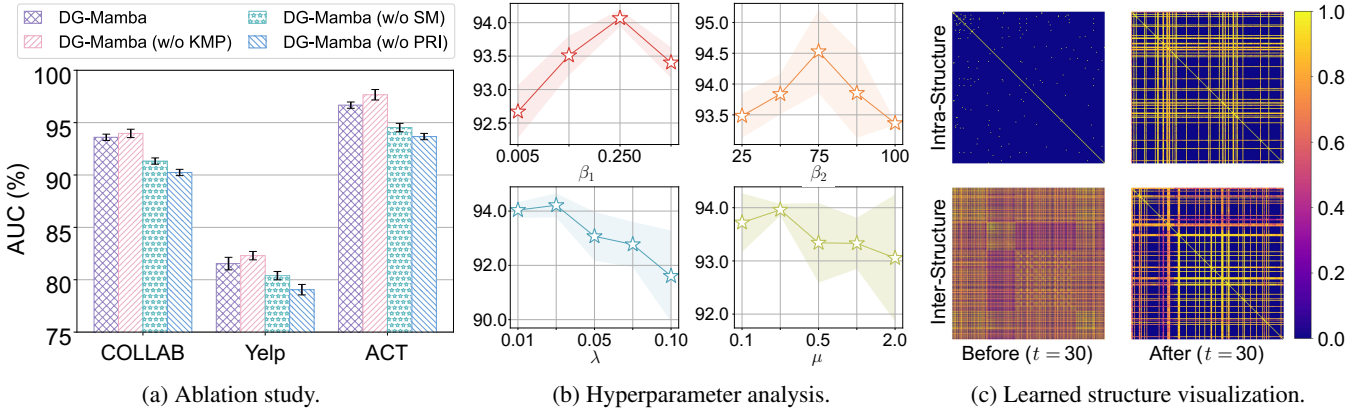 DG-Mamba
DG-Mamba (w/o SM)
DG-Mamba (w/o KMP)
DG-Mamba (w/o PRI)
AUC (%)
100
95
90
85
80
75
COLLAB
Yelp
ACT
(a) Ablation study.
94.0
93.5
93.0
92.5
0.005
0.250
β1
95.0
94.5
94.0
93.5
25
75
100
β2
94.0
92.0
90.0
0.01
0.05
0.10
λ
94.0
93.0
92.0
0.1
0.5
2.0
μ
(b) Hyperparameter analysis.
Intra-Structure
Inter-Structure
Before (t = 30)
After (t = 30)
1.0
0.8
0.6
0.4
0.2
0.0
(c) Learned structure visualization.